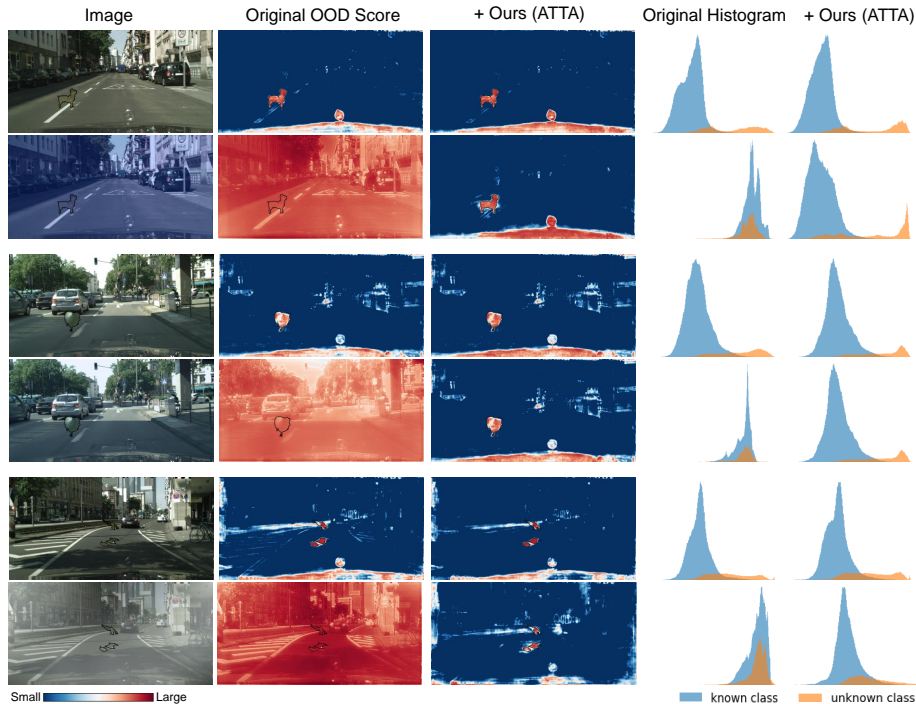 Image Original OOD Score + Ours (ATTA) Original Histogram + Ours (ATTA)
Small Large known class unknown class